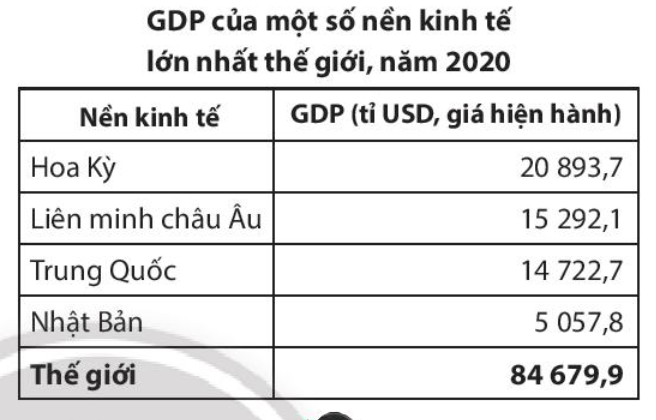 GDP của một số nền kinh tế
lớn nhất thế giới, năm 2020
Nền kinh tế GDP (tỉ USD, giá hiện hành)
Hoa Kỳ 20 893,7
Liên minh châu Âu 15 292,1
Trung Quốc 14 722,7
Nhật Bản 5 057,8
Thế giới 84 679,9